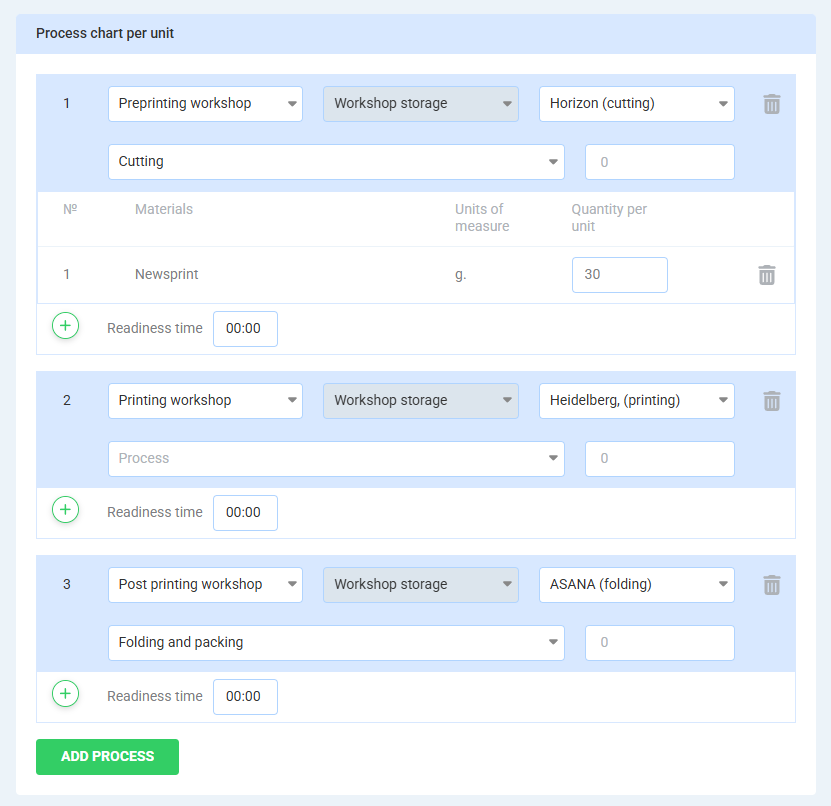 Process chart per unit
1 Preprinting workshop Workshop storage Horizon (cutting)
Cutting 0
№ Materials Units of measure Quantity per unit
1 Newsprint g. 30
+ Readiness time 00:00
2 Printing workshop Workshop storage Heidelberg, (printing)
Process 0
+ Readiness time 00:00
3 Post printing workshop Workshop storage ASANA (folding)
Folding and packing 0
+ Readiness time 00:00
ADD PROCESS